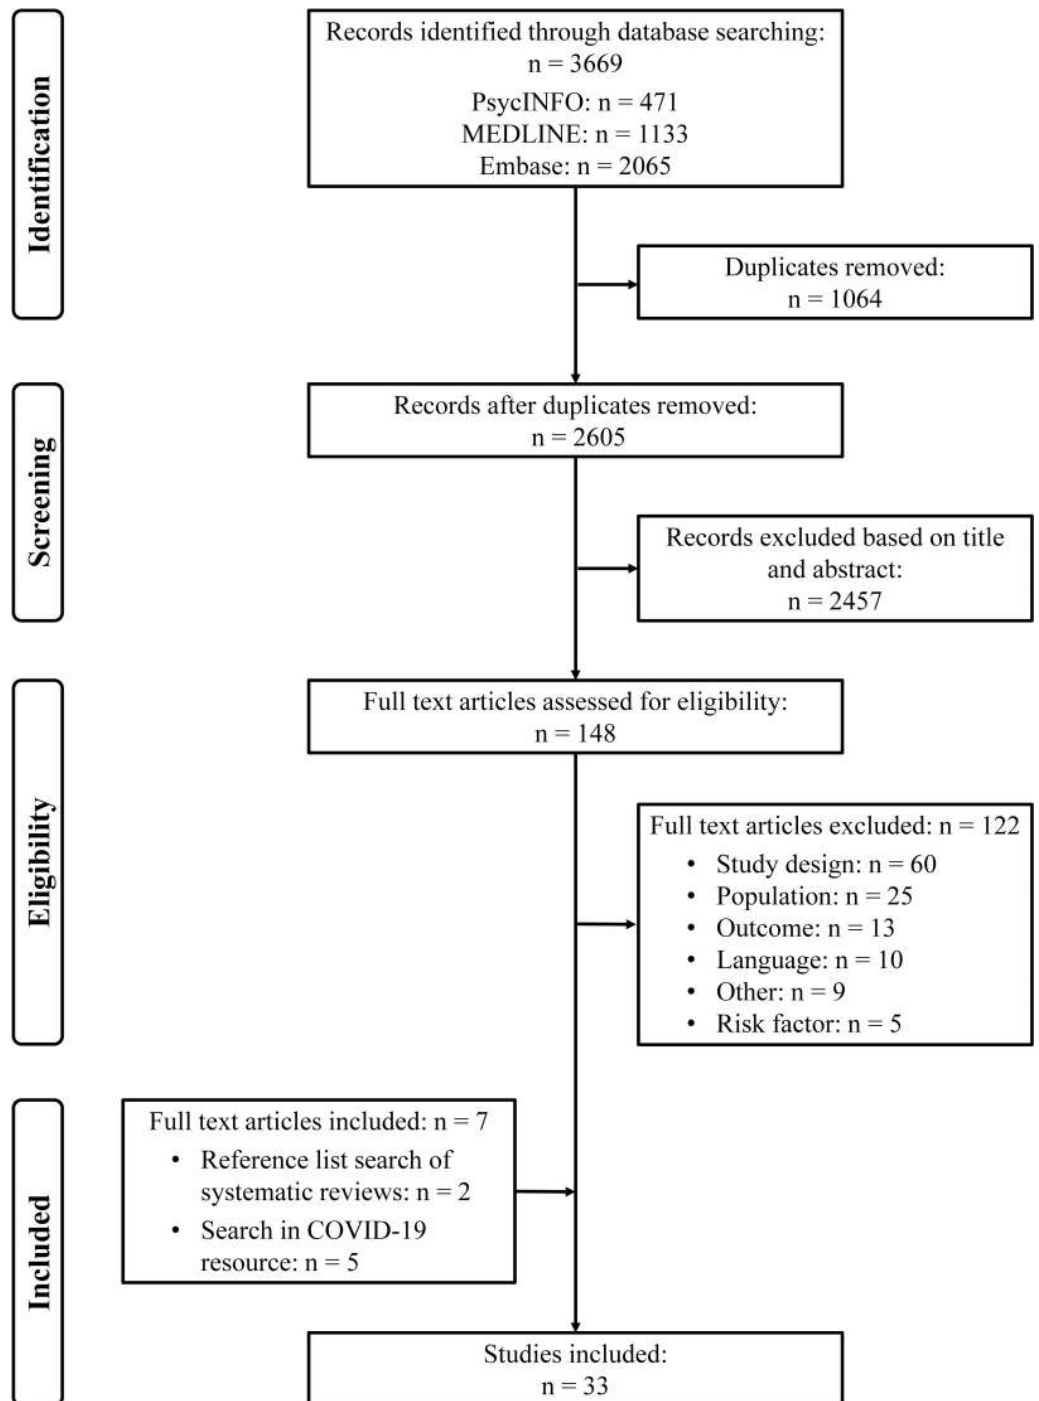 Identification
Records identified through database searching:
n = 3669
PsycINFO: n = 471
MEDLINE: n = 1133
Embase: n = 2065
Duplicates removed:
n = 1064
Screening
Records after duplicates removed:
n = 2605
Records excluded based on title
and abstract:
n = 2457
Eligibility
Full text articles assessed for eligibility:
n = 148
Full text articles excluded: n = 122
• Study design: n = 60
• Population: n = 25
• Outcome: n = 13
• Language: n = 10
• Other: n = 9
• Risk factor: n = 5
Included
Full text articles included: n = 7
• Reference list search of
systematic reviews: n = 2
• Search in COVID-19
resource: n = 5
Studies included:
n = 33